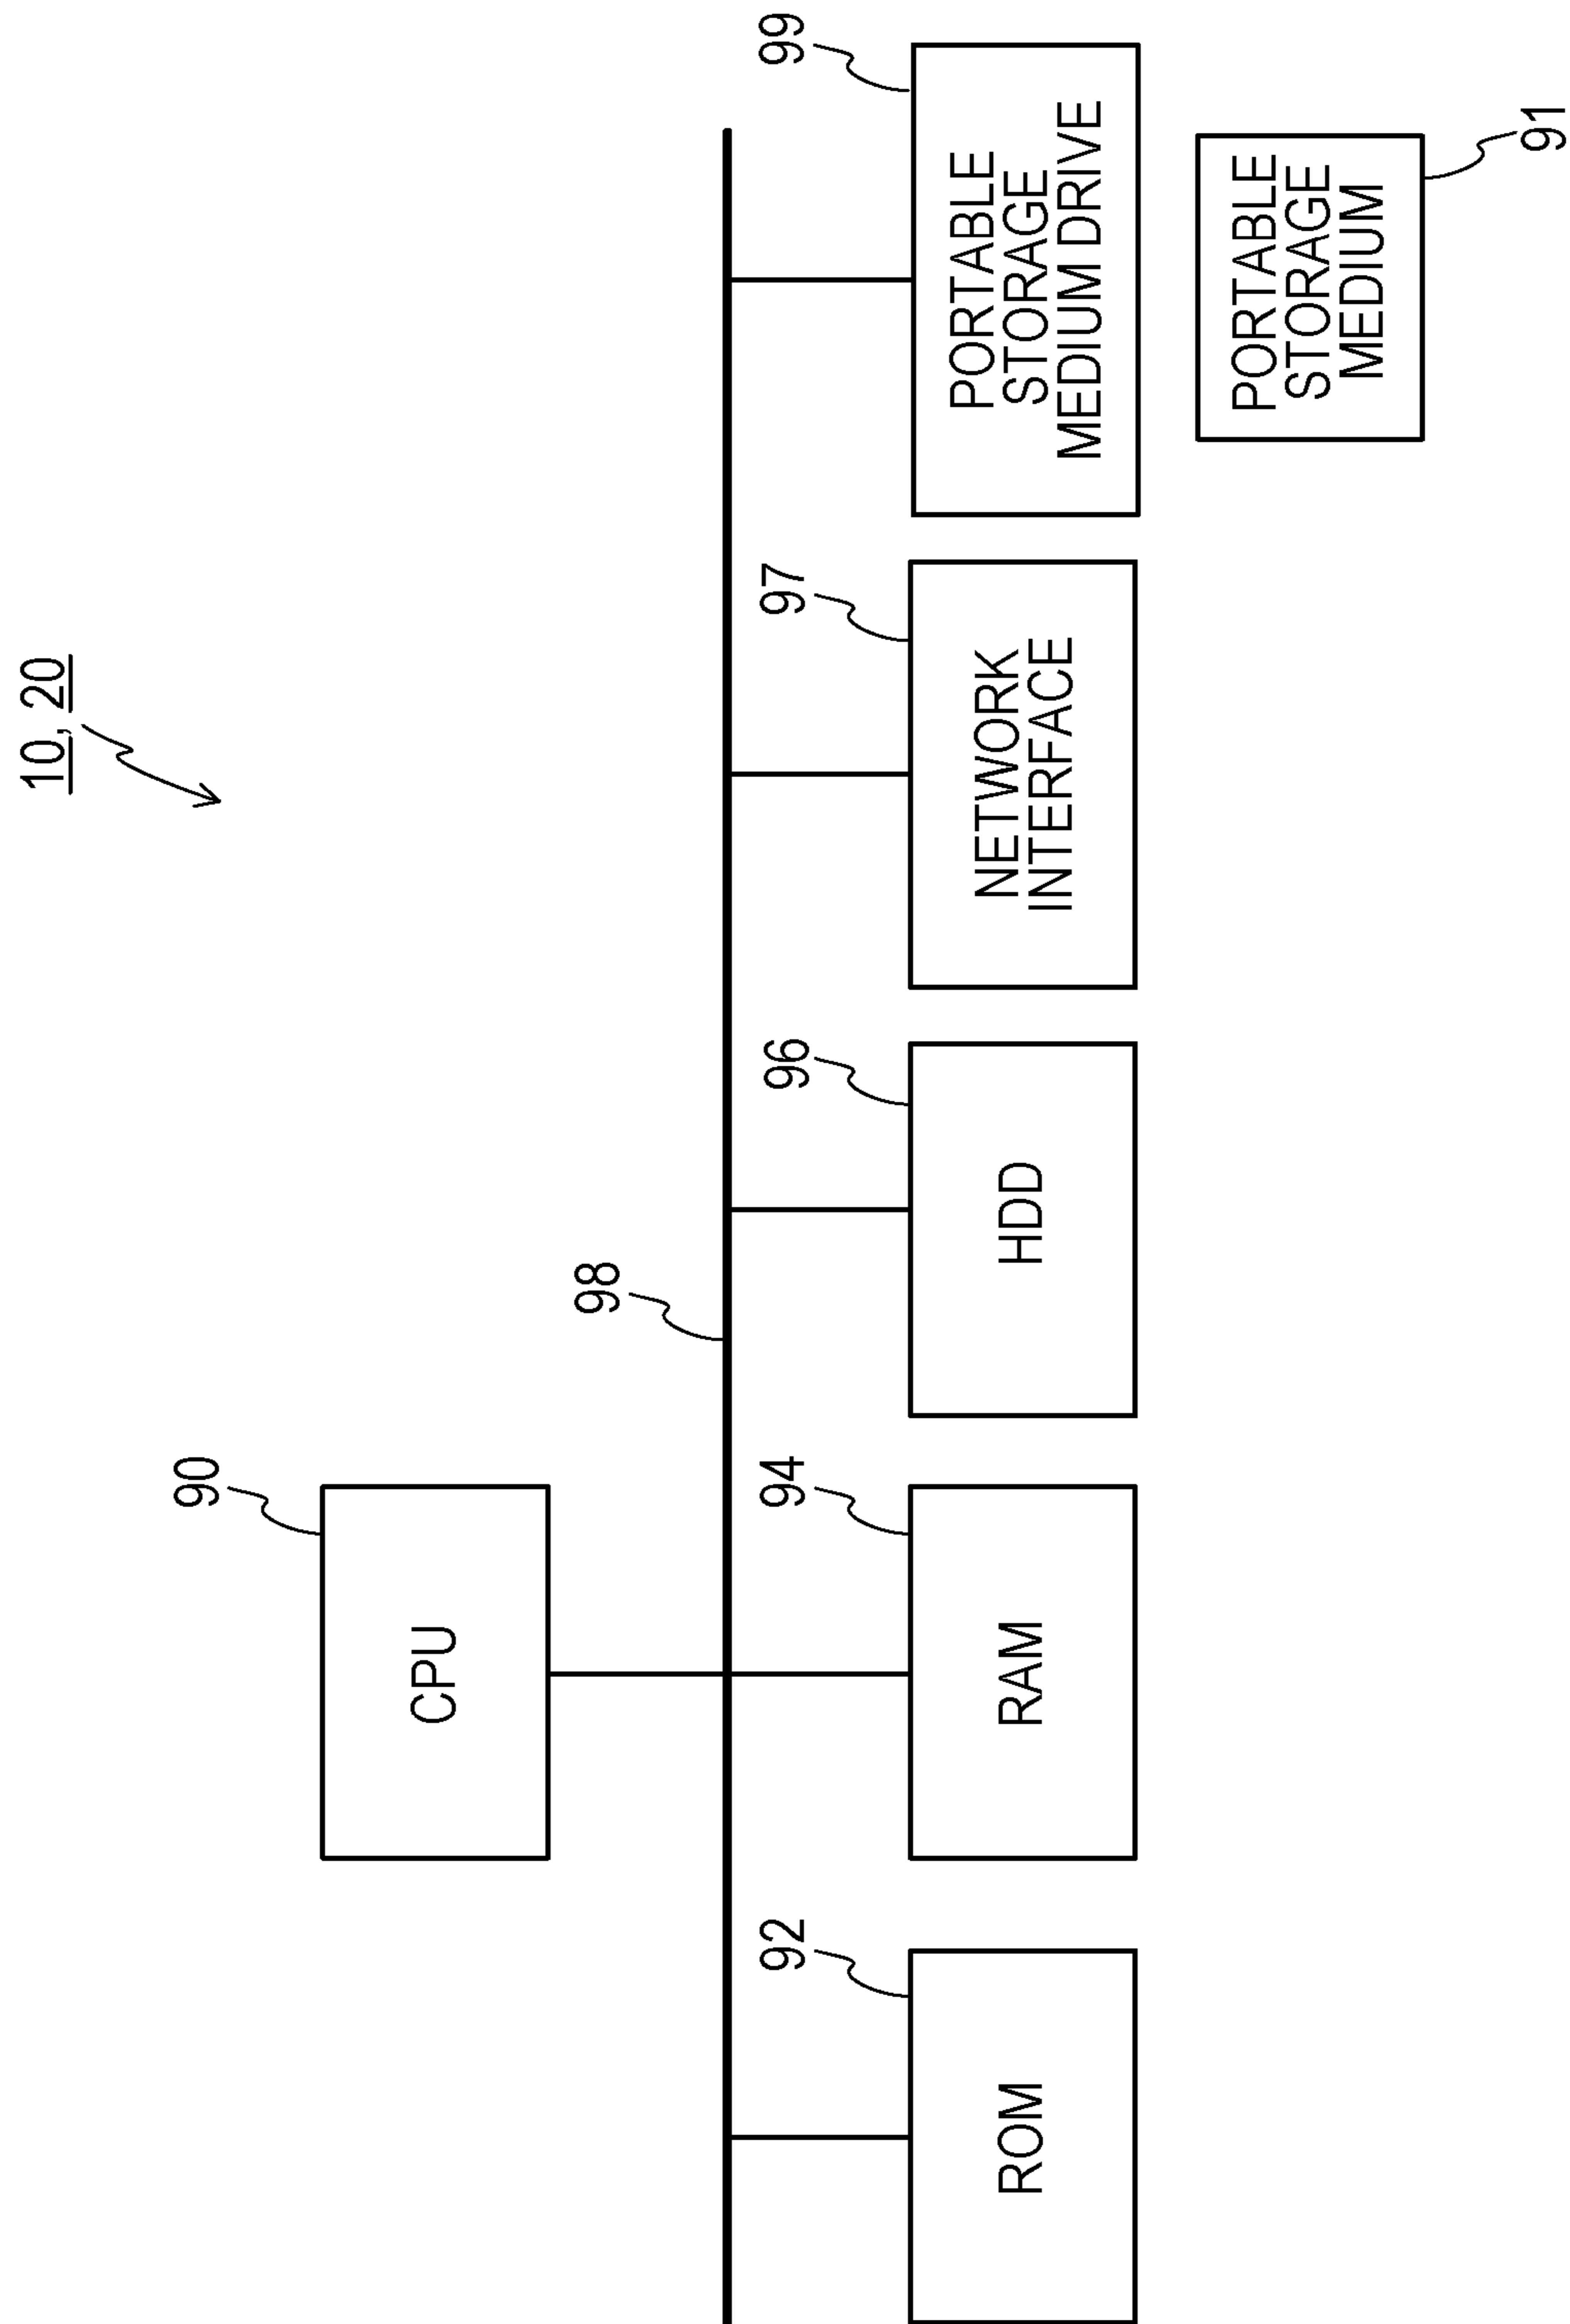 10, 20
90
CPU
98
92
ROM
94
RAM
96
HDD
97
NETWORK
INTERFACE
99
PORTABLE
STORAGE
MEDIUM DRIVE
PORTABLE
STORAGE
MEDIUM
91